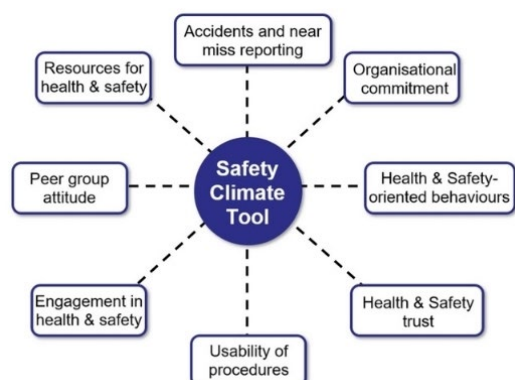 Accidents and near
miss reporting
Resources for
health & safety
Organisational
commitment
Peer group
attitude
Safety
Climate
Tool
Health & Safety-
oriented behaviours
Engagement in
health & safety
Health & Safety
trust
Usability of
procedures